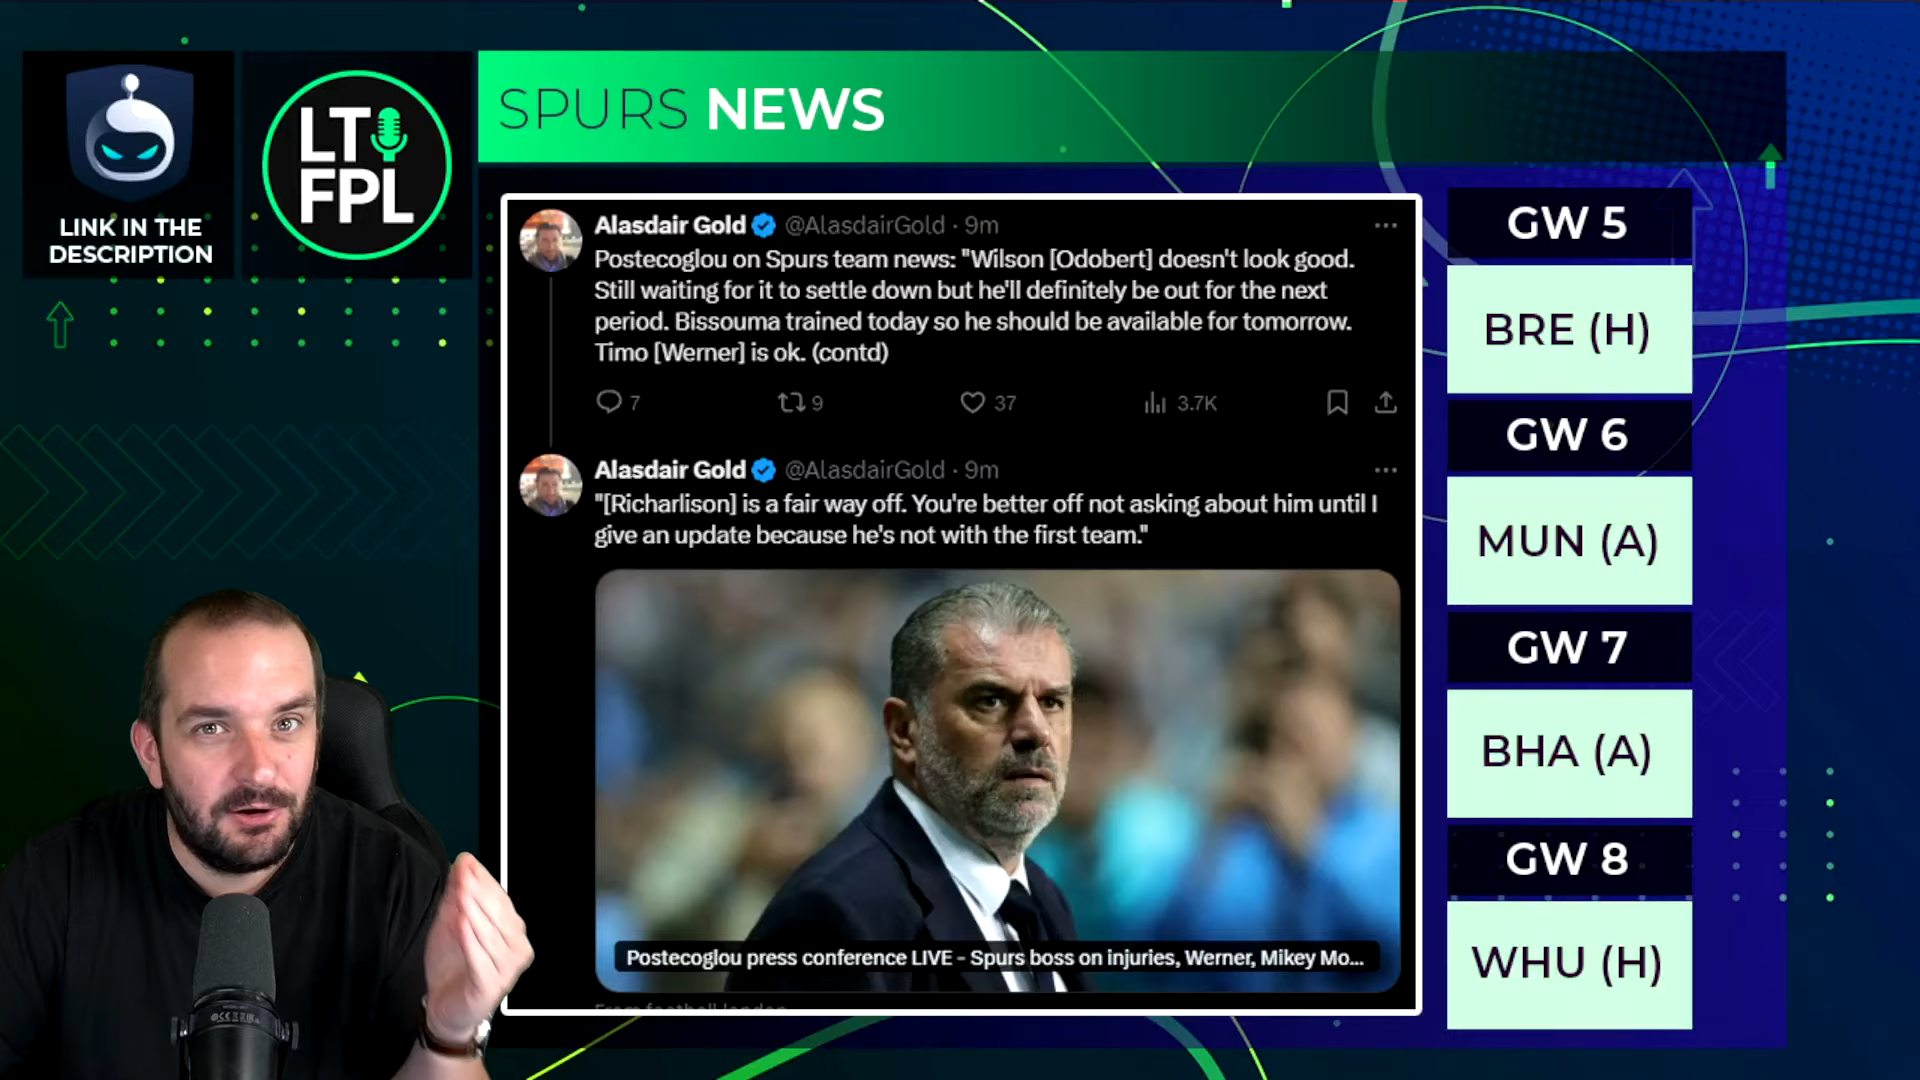 LINK IN THE
DESCRIPTION
LT
FPL
SPURS NEWS
Alasdair Gold @AlasdairGold · 9m
Postecoglou on Spurs team news: "Wilson [Odobert] doesn't look good.
Still waiting for it to settle down but he'll definitely be out for the next
period. Bissouma trained today so he should be available for tomorrow.
Timo [Werner] is ok. (contd)
7 9 37 3.7K
Alasdair Gold @AlasdairGold · 9m
"[Richarlison] is a fair way off. You're better off not asking about him until I
give an update because he's not with the first team."
Postecoglou press conference LIVE - Spurs boss on injuries, Werner, Mikey Mo...
From football.london
GW 5
BRE (H)
GW 6
MUN (A)
GW 7
BHA (A)
GW 8
WHU (H)